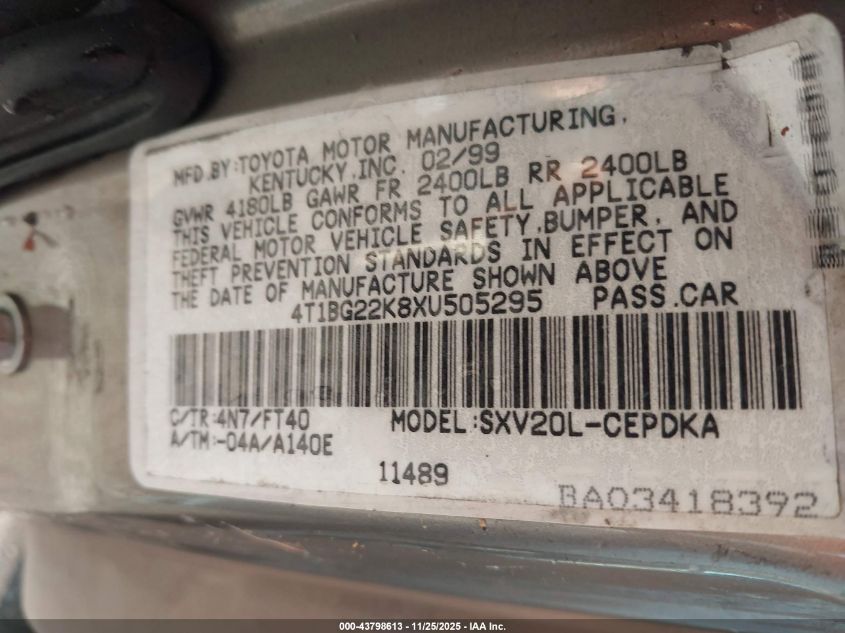 MFD.BY:TOYOTA MOTOR MANUFACTURING,
KENTUCKY,INC. 02/99
GVWR 4180LB GAWR FR 2400LB RR 2400LB
THIS VEHICLE CONFORMS TO ALL APPLICABLE
FEDERAL MOTOR VEHICLE SAFETY,BUMPER, AND
THEFT PREVENTION STANDARDS IN EFFECT ON
THE DATE OF MANUFACTURE SHOWN ABOVE
4T1BG22K8XU505295 PASS.CAR
C/TR:4N7/FT40 MODEL:SXV20L-CEPDKA
A/TM:-04A/A140E
11489
BA03418392
000-43798613 - 11/25/2025 - IAA Inc.